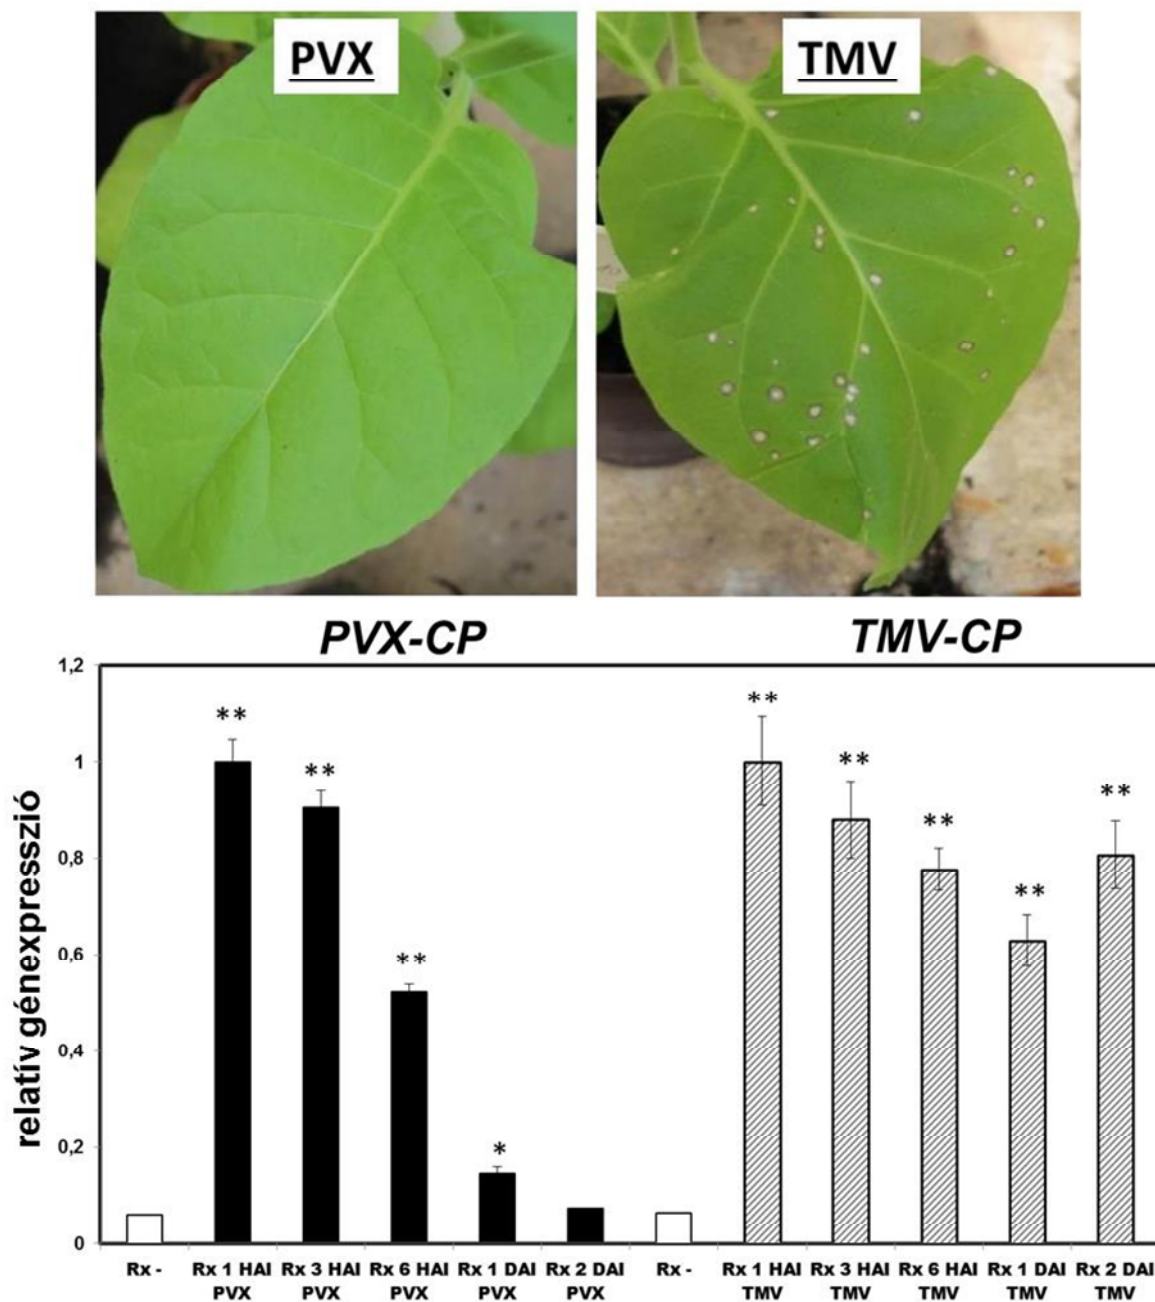 PVX
TMV
PVX-CP
TMV-CP
relatív génexpresszió
1,2
1
0,8
0,6
0,4
0,2
0
**
**
**
*
**
**
**
**
**
Rx - Rx 1 HAI Rx 3 HAI Rx 6 HAI Rx 1 DAI Rx 2 DAI Rx - Rx 1 HAI Rx 3 HAI Rx 6 HAI Rx 1 DAI Rx 2 DAI
PVX PVX PVX PVX PVX TMV TMV TMV TMV TMV